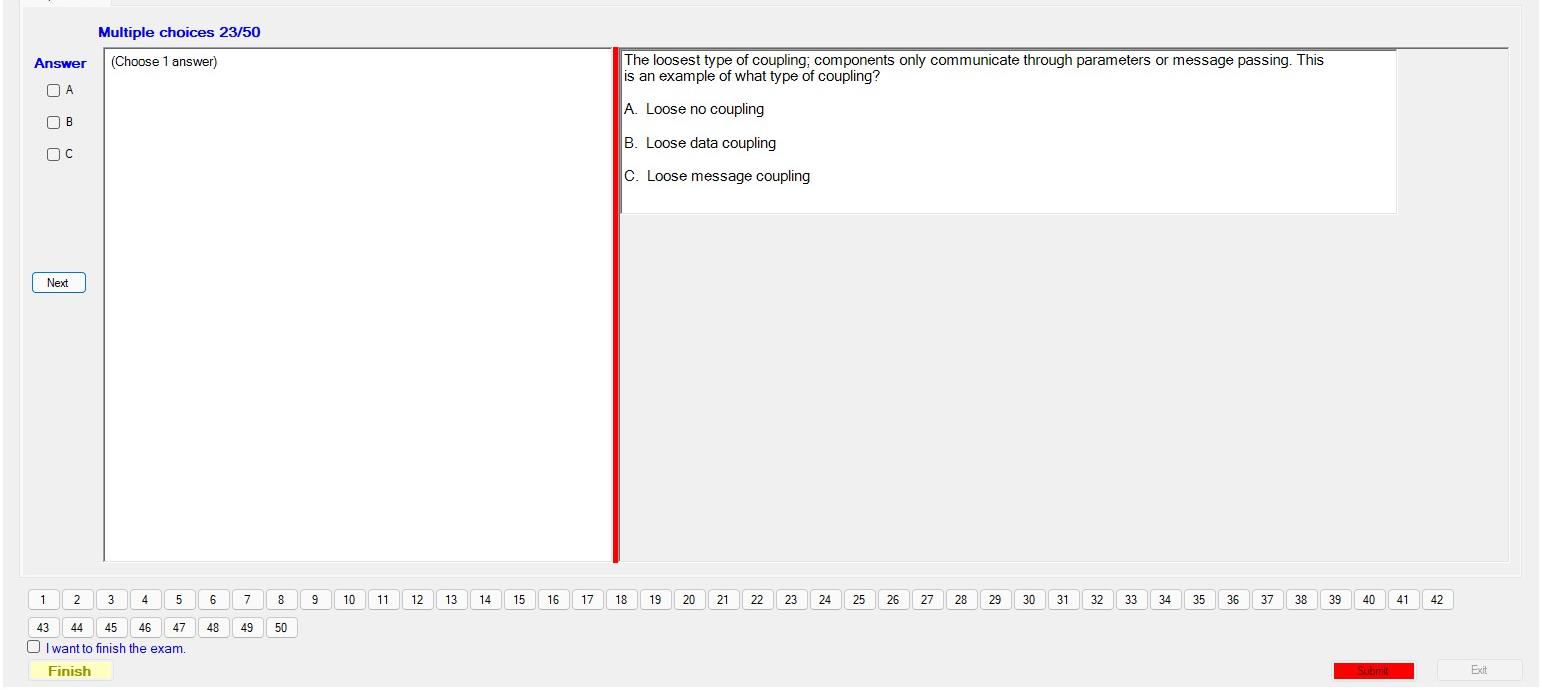 Multiple choices 23/50
Answer
(Choose 1 answer)
A
B
C
Next
The loosest type of coupling; components only communicate through parameters or message passing. This
is an example of what type of coupling?
A. Loose no coupling
B. Loose data coupling
C. Loose message coupling
1 2 3 4 5 6 7 8 9 10 11 12 13 14 15 16 17 18 19 20 21 22 23 24 25 26 27 28 29 30 31 32 33 34 35 36 37 38 39 40 41 42
43 44 45 46 47 48 49 50
I want to finish the exam.
Finish
Submit
Exit